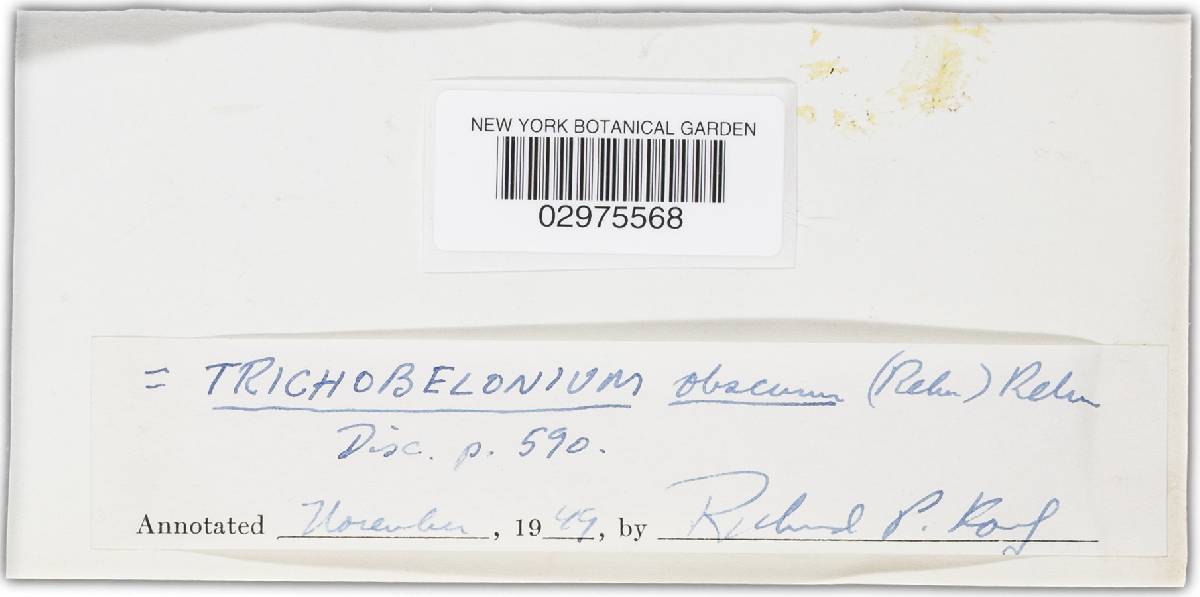 NEW YORK BOTANICAL GARDEN
02975568
= TRICHOBELONIUM obscurum (Rehm) Rehm
Disc. p. 590.
Annotated November, 1949, by Richard P. Korf